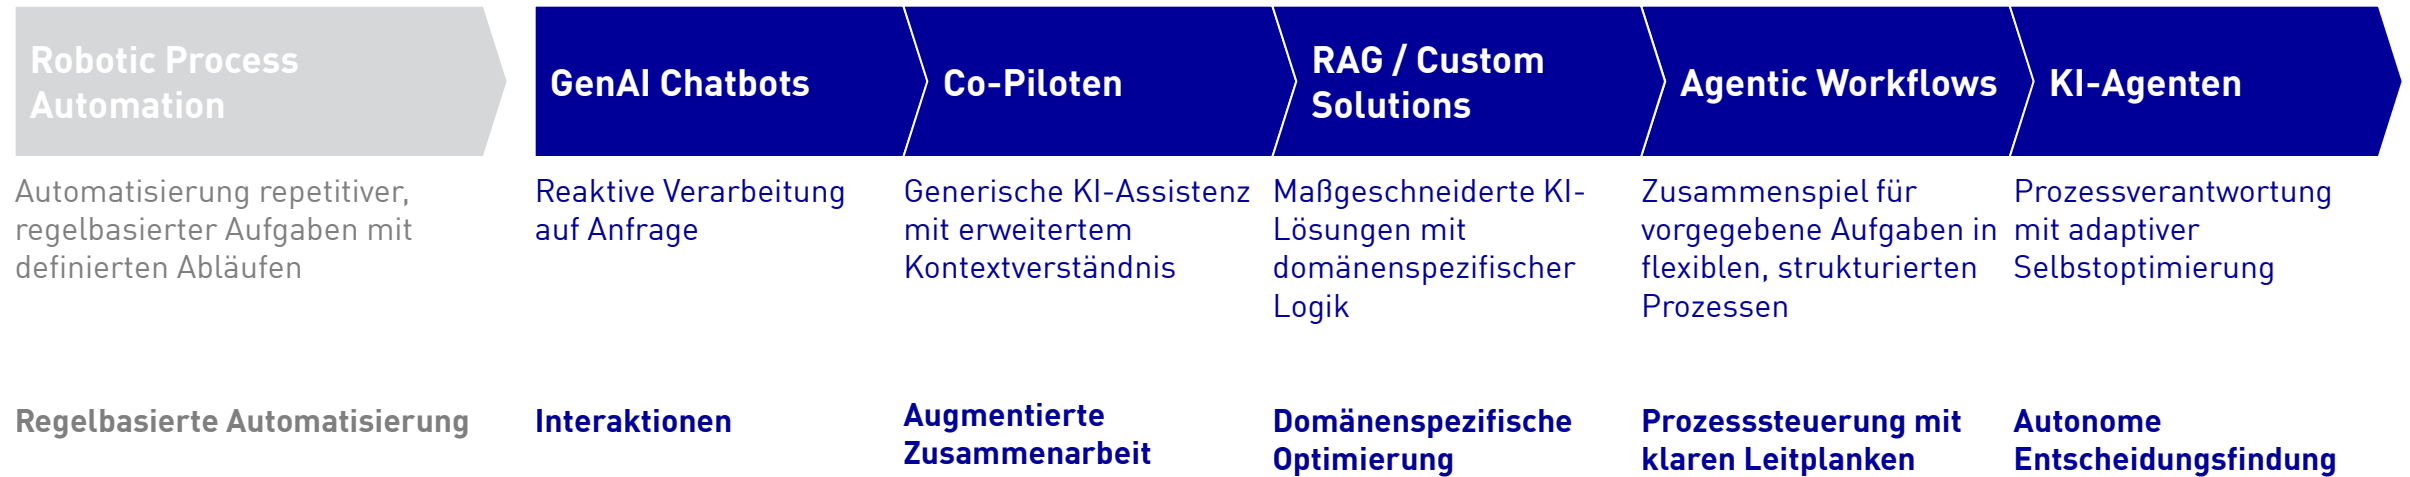 Robotic Process
Automation
GenAI Chatbots
Co-Piloten
RAG / Custom
Solutions
Agentic Workflows
KI-Agenten
Automatisierung repetitiver,
regelbasierter Aufgaben mit
definierten Abläufen
Reaktive Verarbeitung
auf Anfrage
Generische KI-Assistenz
mit erweitertem
Kontextverständnis
Maßgeschneiderte KI-
Lösungen mit
domänenspezifischer
Logik
Zusammenspiel für
vorgegebene Aufgaben in
flexiblen, strukturierten
Prozessen
Prozessverantwortung
mit adaptiver
Selbstoptimierung
Regelbasierte Automatisierung
Interaktionen
Augmentierte
Zusammenarbeit
Domänenspezifische
Optimierung
Prozesssteuerung mit
klaren Leitplanken
Autonome
Entscheidungsfindung